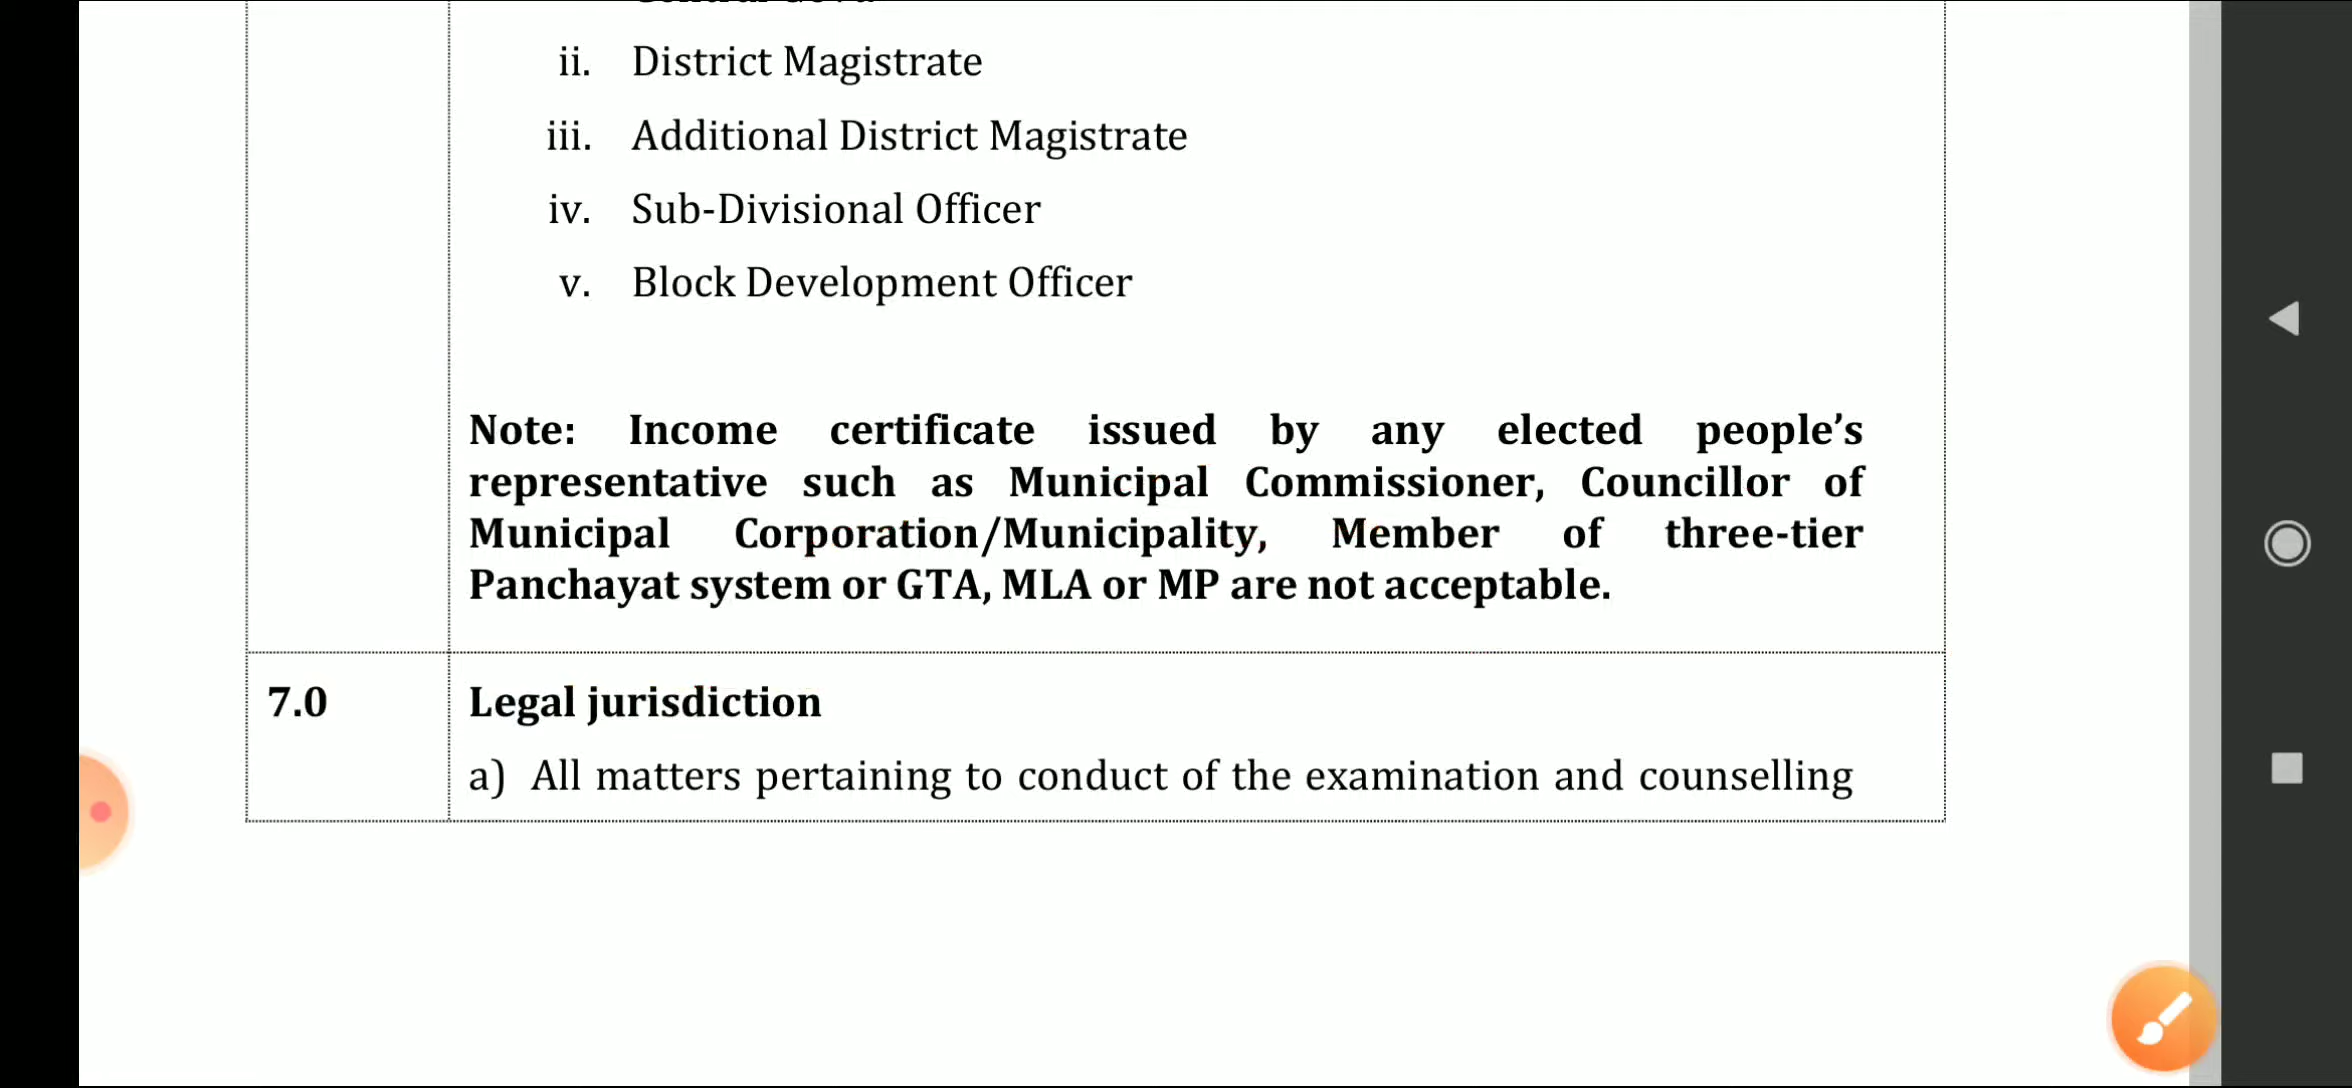 ii. District Magistrate
iii. Additional District Magistrate
iv. Sub-Divisional Officer
v. Block Development Officer
Note: Income certificate issued by any elected people’s
representative such as Municipal Commissioner, Councillor of
Municipal Corporation/Municipality, Member of three-tier
Panchayat system or GTA, MLA or MP are not acceptable.
7.0 Legal jurisdiction
a) All matters pertaining to conduct of the examination and counselling